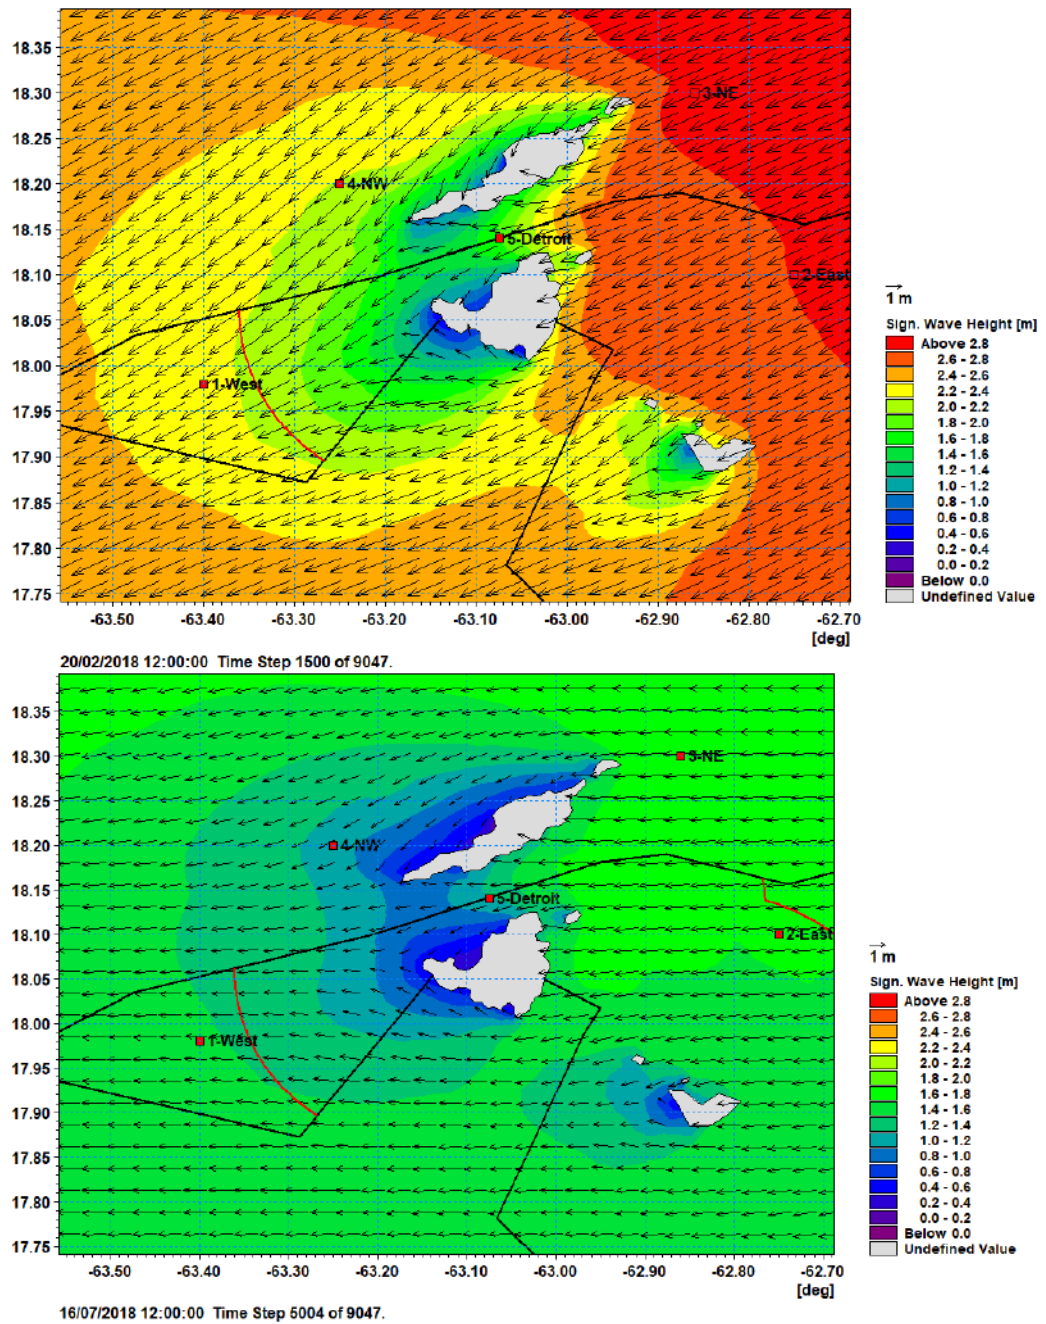 18.35
18.30
18.25
18.20
18.15
18.10
18.05
18.00
17.95
17.90
17.85
17.80
17.75
3-NE
4-NW
5-Detroit
2-East
1-West
-63.50 -63.40 -63.30 -63.20 -63.10 -63.00 -62.90 -62.80 -62.70
[deg]
1 m
Sign. Wave Height [m]
Above 2.8
2.6 - 2.8
2.4 - 2.6
2.2 - 2.4
2.0 - 2.2
1.8 - 2.0
1.6 - 1.8
1.4 - 1.6
1.2 - 1.4
1.0 - 1.2
0.8 - 1.0
0.6 - 0.8
0.4 - 0.6
0.2 - 0.4
0.0 - 0.2
Below 0.0
Undefined Value
20/02/2018 12:00:00 Time Step 1500 of 9047.
18.35
18.30
18.25
18.20
18.15
18.10
18.05
18.00
17.95
17.90
17.85
17.80
17.75
3-NE
4-NW
5-Detroit
2-East
1-West
-63.50 -63.40 -63.30 -63.20 -63.10 -63.00 -62.90 -62.80 -62.70
[deg]
1 m
Sign. Wave Height [m]
Above 2.8
2.6 - 2.8
2.4 - 2.6
2.2 - 2.4
2.0 - 2.2
1.8 - 2.0
1.6 - 1.8
1.4 - 1.6
1.2 - 1.4
1.0 - 1.2
0.8 - 1.0
0.6 - 0.8
0.4 - 0.6
0.2 - 0.4
0.0 - 0.2
Below 0.0
Undefined Value
16/07/2018 12:00:00 Time Step 5004 of 9047.